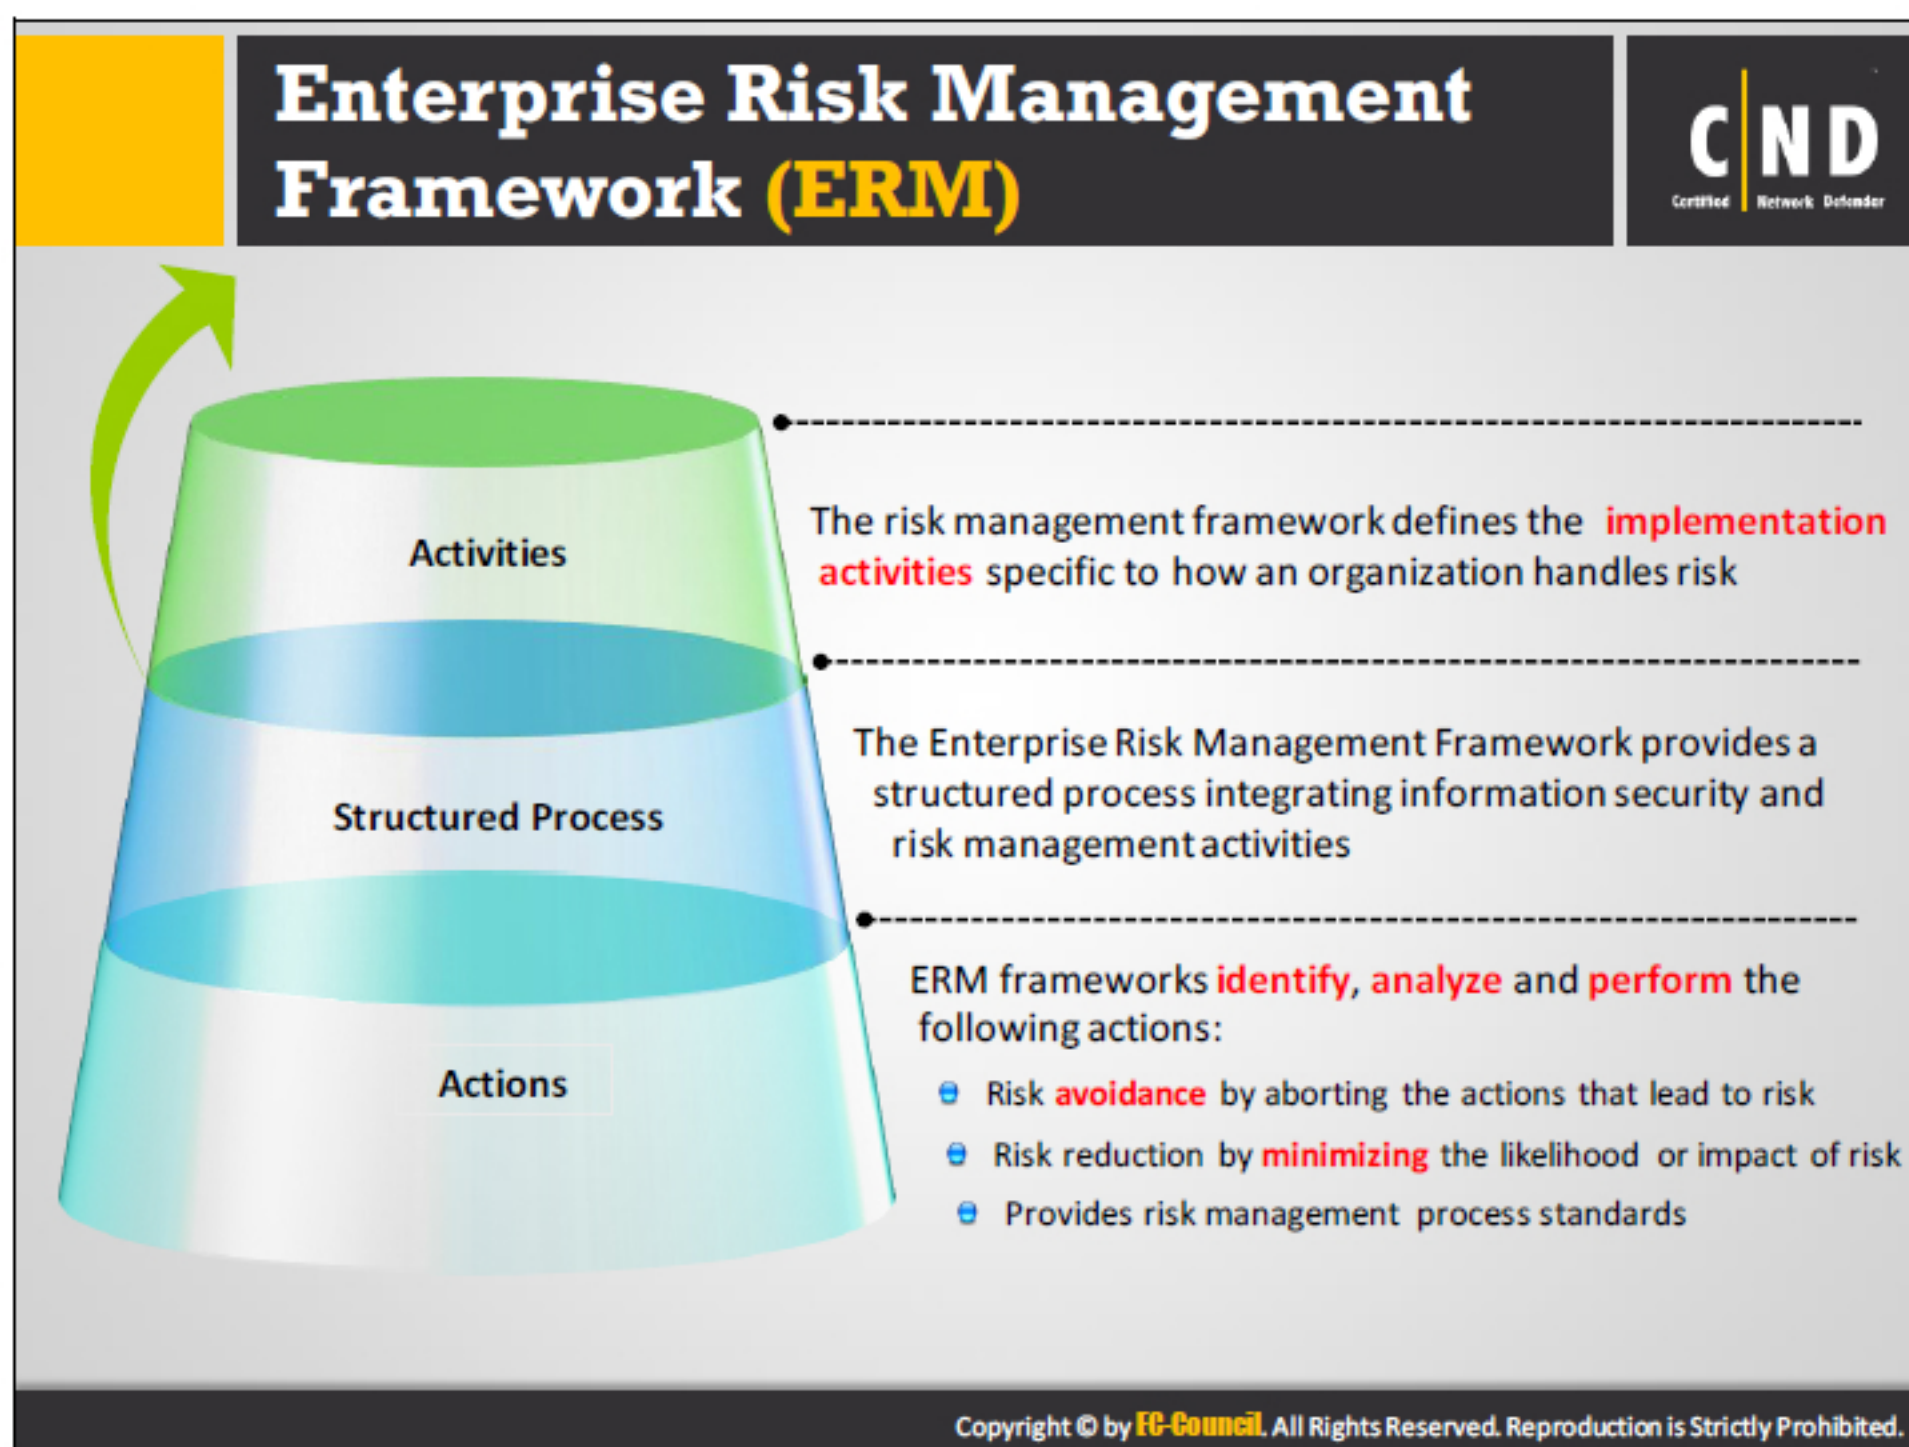 Enterprise Risk Management
Framework (ERM)
C|ND
Certified Network Defender
Activities
The risk management framework defines the implementation
activities specific to how an organization handles risk
Structured Process
The Enterprise Risk Management Framework provides a
structured process integrating information security and
risk management activities
Actions
ERM frameworks identify, analyze and perform the
following actions:
Risk avoidance by aborting the actions that lead to risk
Risk reduction by minimizing the likelihood or impact of risk
Provides risk management process standards
Copyright © by EC-Council. All Rights Reserved. Reproduction is Strictly Prohibited.